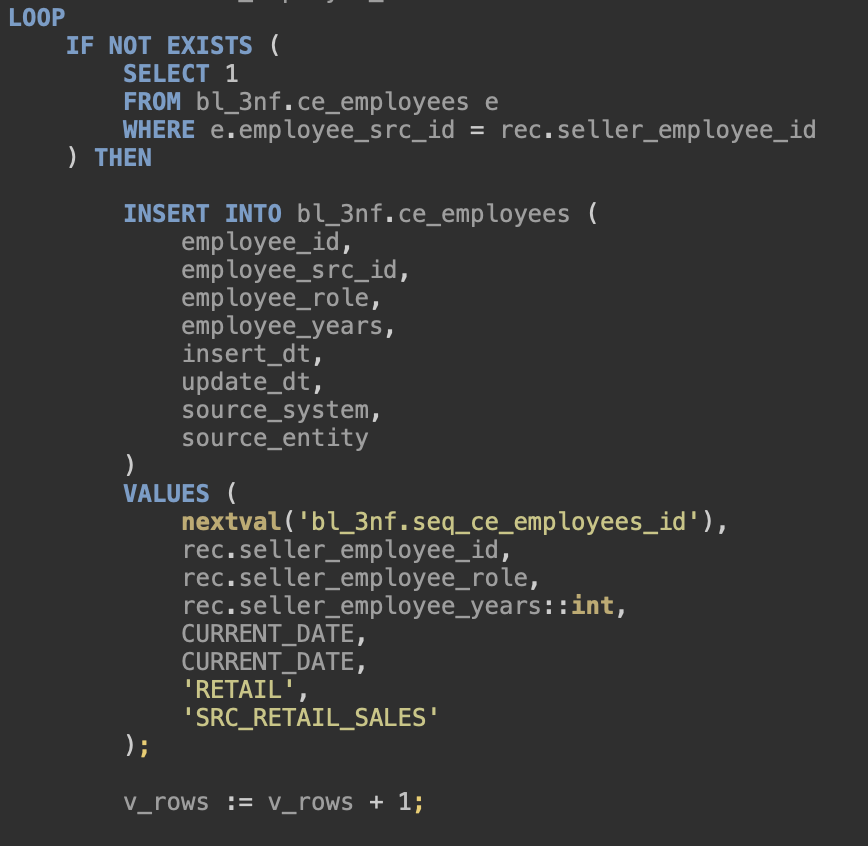 LOOP
IF NOT EXISTS (
SELECT 1
FROM bl_3nf.ce_employees e
WHERE e.employee_src_id = rec.seller_employee_id
) THEN
INSERT INTO bl_3nf.ce_employees (
employee_id,
employee_src_id,
employee_role,
employee_years,
insert_dt,
update_dt,
source_system,
source_entity
)
VALUES (
nextval('bl_3nf.seq_ce_employees_id'),
rec.seller_employee_id,
rec.seller_employee_role,
rec.seller_employee_years::int,
CURRENT_DATE,
CURRENT_DATE,
'RETAIL',
'SRC_RETAIL_SALES'
);
v_rows := v_rows + 1;